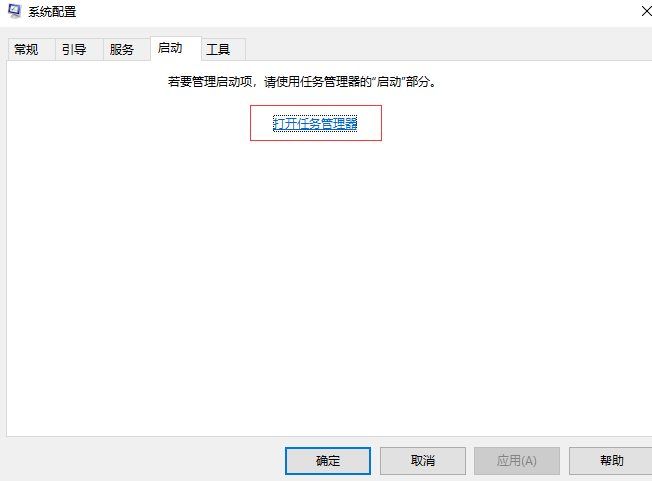 系统配置
常规 引导 服务 启动 工具
若要管理启动项，请使用任务管理器的“启动”部分。
打开任务管理器
确定 取消 应用(A) 帮助